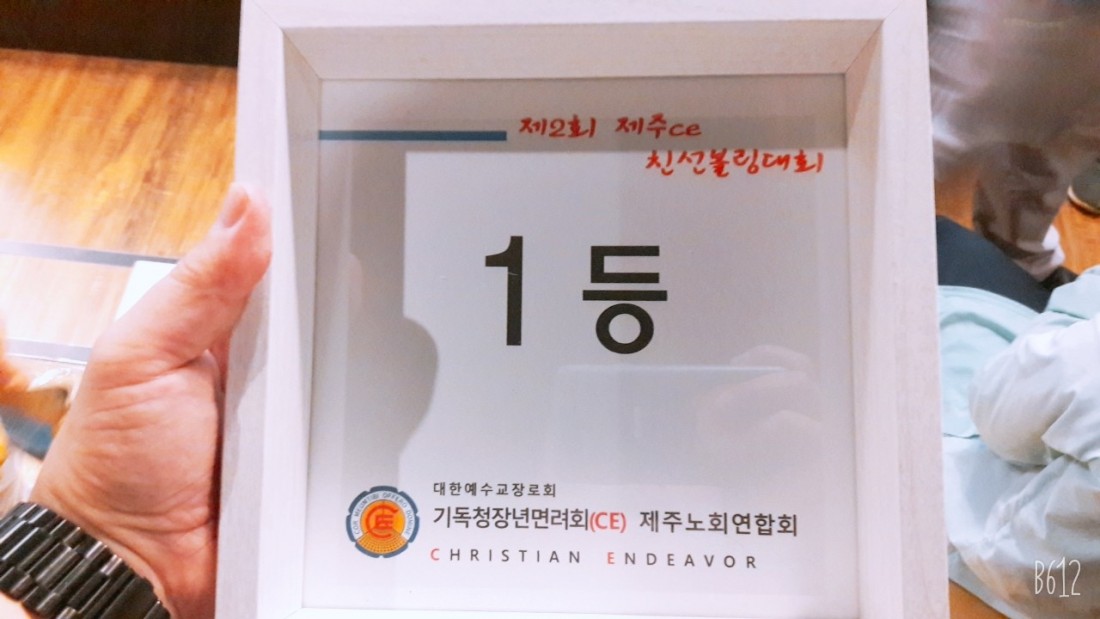 제2회 제주ce
친선볼링대회
1등
대한예수교장로회
기독청장년면려회(CE) 제주노회연합회
CHRISTIAN ENDEAVOR
B612